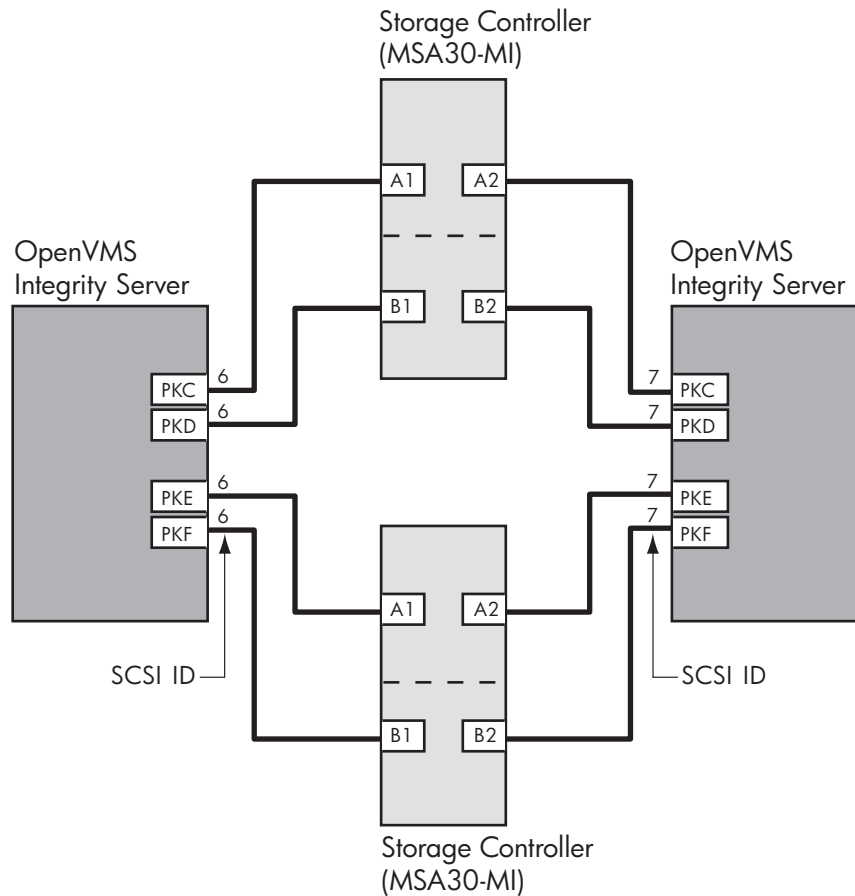 Storage Controller
(MSA30-MI)
A1 A2
B1 B2
OpenVMS
Integrity Server
PKC 6
PKD 6
PKE 6
PKF 6
SCSI ID
OpenVMS
Integrity Server
7 PKC
7 PKD
7 PKE
7 PKF
SCSI ID
A1 A2
B1 B2
Storage Controller
(MSA30-MI)